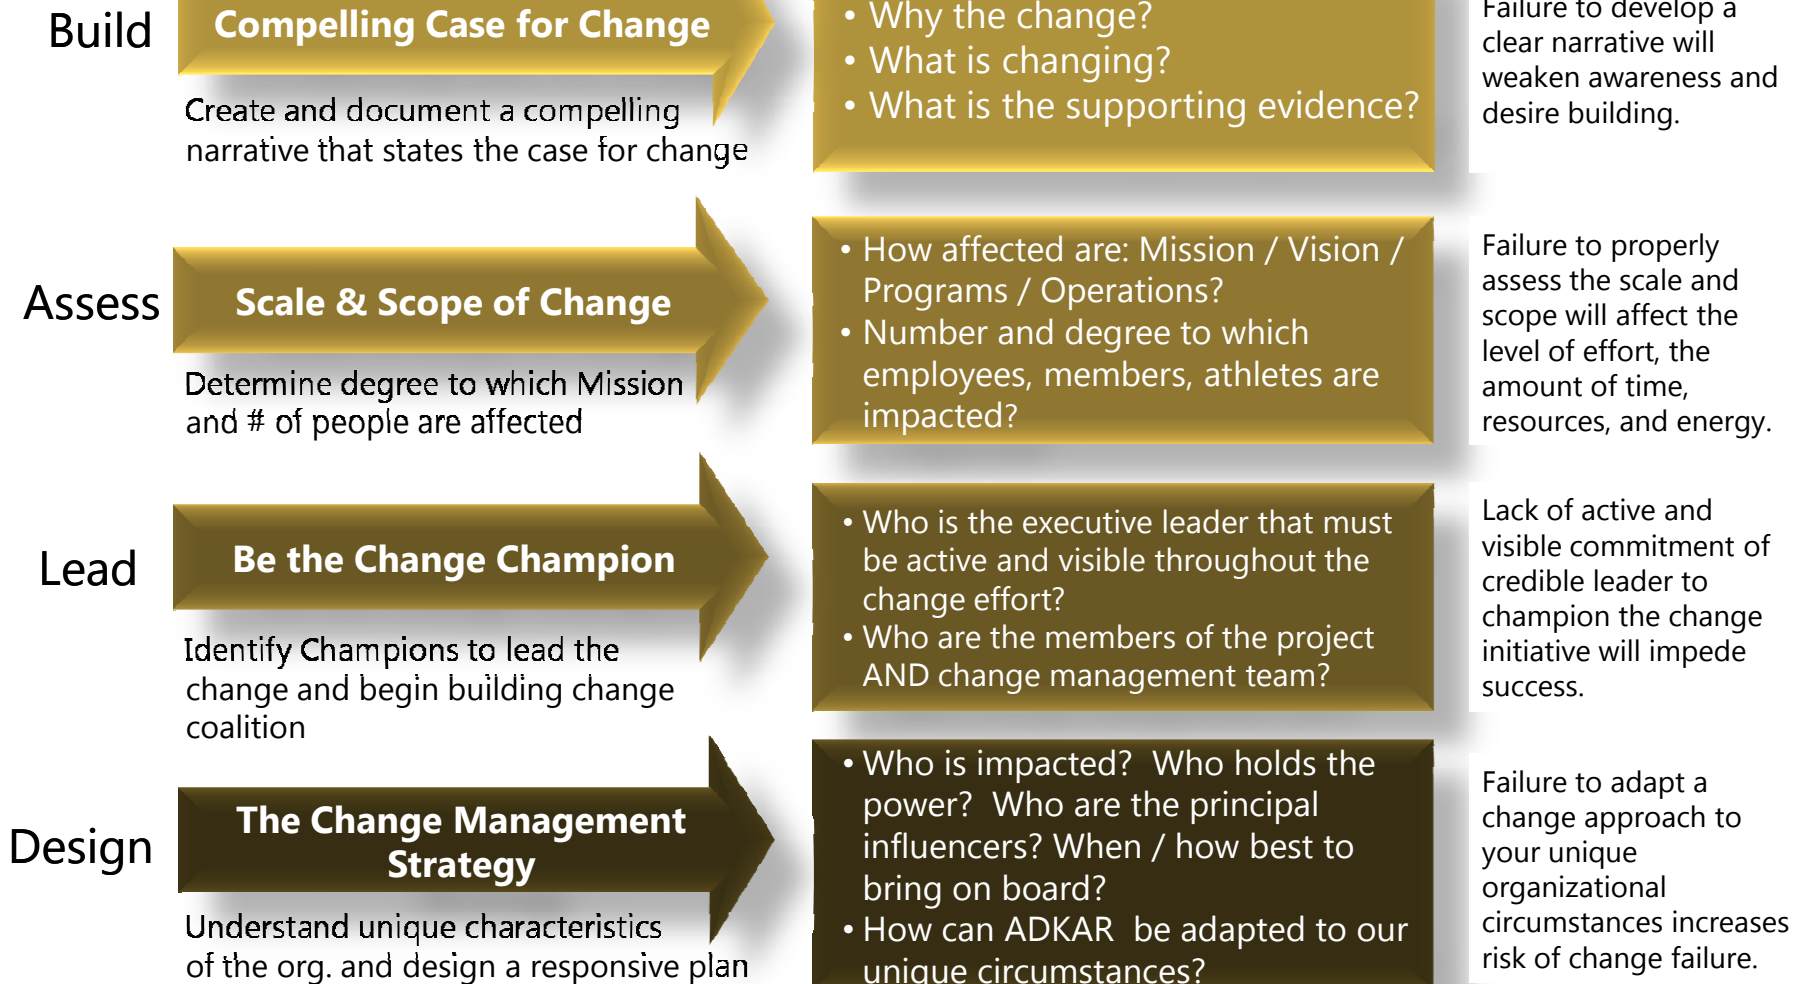 Build
Compelling Case for Change
Create and document a compelling
narrative that states the case for change
• Why the change?
• What is changing?
• What is the supporting evidence?
Failure to develop a
clear narrative will
weaken awareness and
desire building.
Assess
Scale & Scope of Change
Determine degree to which Mission
and # of people are affected
• How affected are: Mission / Vision /
Programs / Operations?
• Number and degree to which
employees, members, athletes are
impacted?
Failure to properly
assess the scale and
scope will affect the
level of effort, the
amount of time,
resources, and energy.
Lead
Be the Change Champion
Identify Champions to lead the
change and begin building change
coalition
• Who is the executive leader that must
be active and visible throughout the
change effort?
• Who are the members of the project
AND change management team?
Lack of active and
visible commitment of
credible leader to
champion the change
initiative will impede
success.
Design
The Change Management
Strategy
Understand unique characteristics
of the org. and design a responsive plan
• Who is impacted?  Who holds the
power?  Who are the principal
influencers? When / how best to
bring on board?
• How can ADKAR  be adapted to our
unique circumstances?
Failure to adapt a
change approach to
your unique
organizational
circumstances increases
risk of change failure.